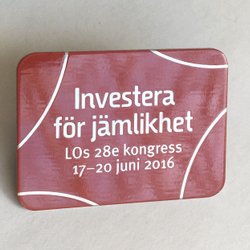 Investera
för jämlikhet
LOs 28e kongress
17–20 juni 2016